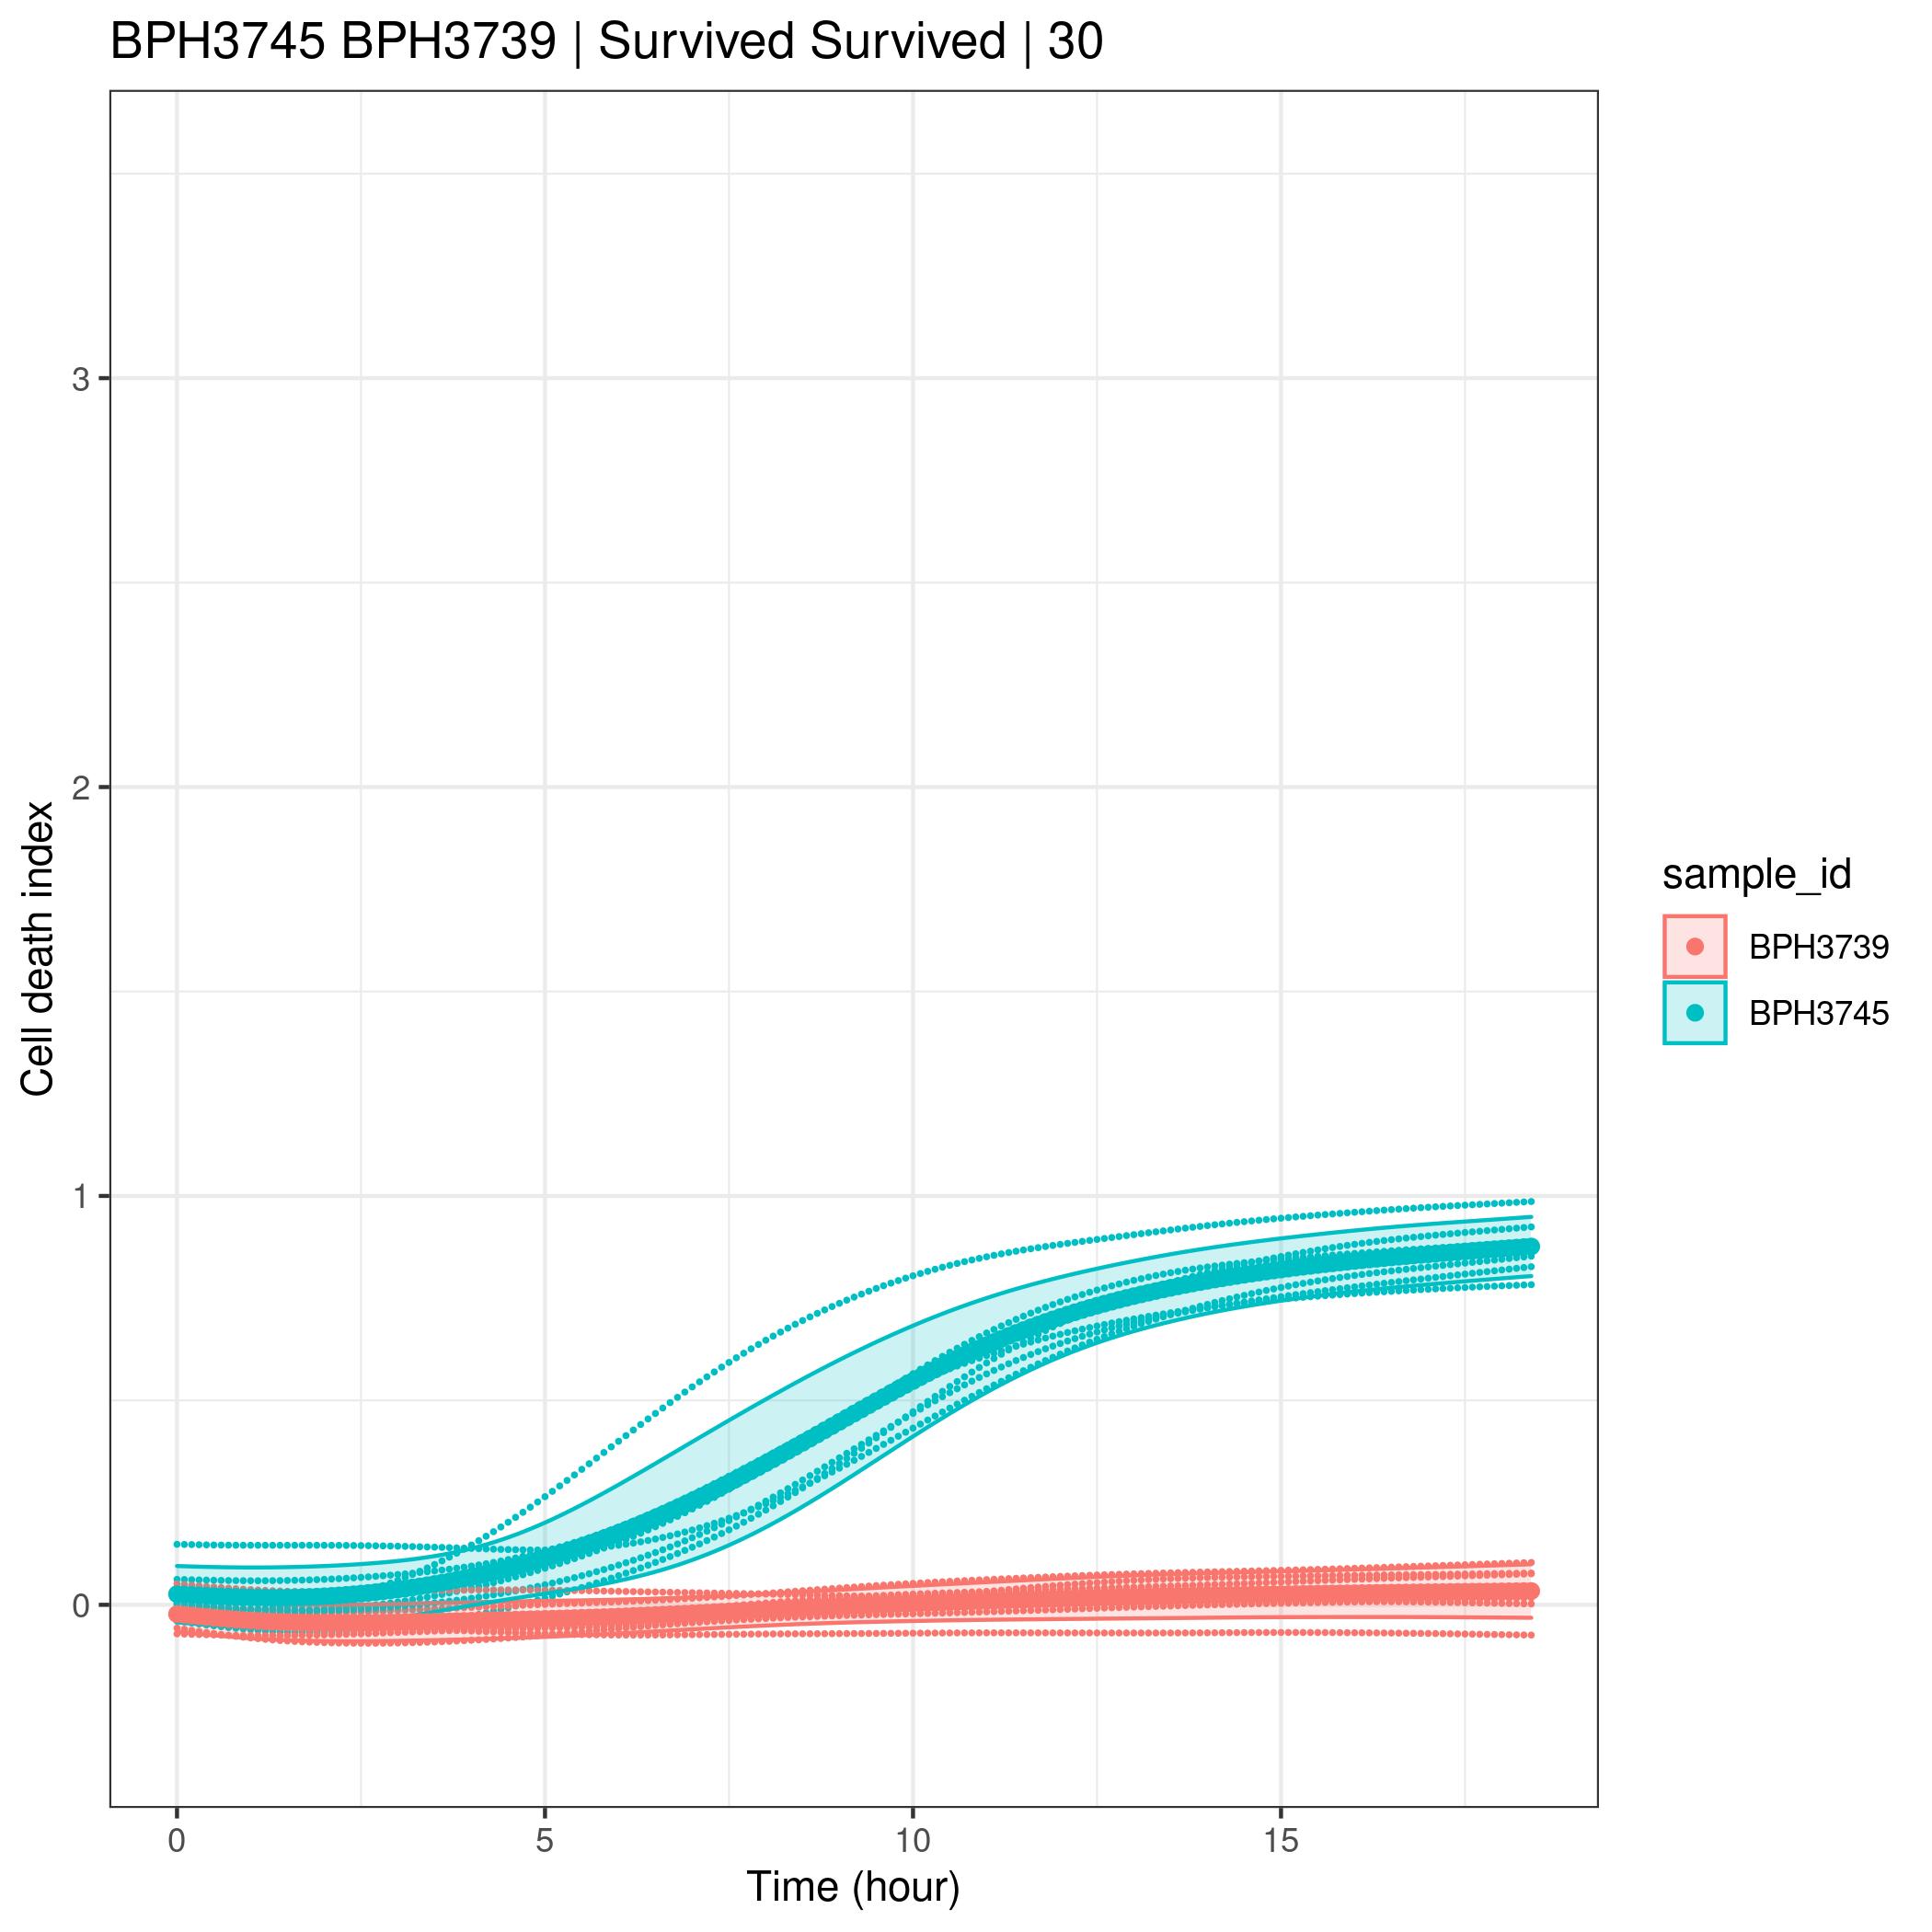 BPH3745 BPH3739 | Survived Survived | 30
Cell death index
3
2
1
0
0 5 10 15
Time (hour)
sample_id
BPH3739
BPH3745